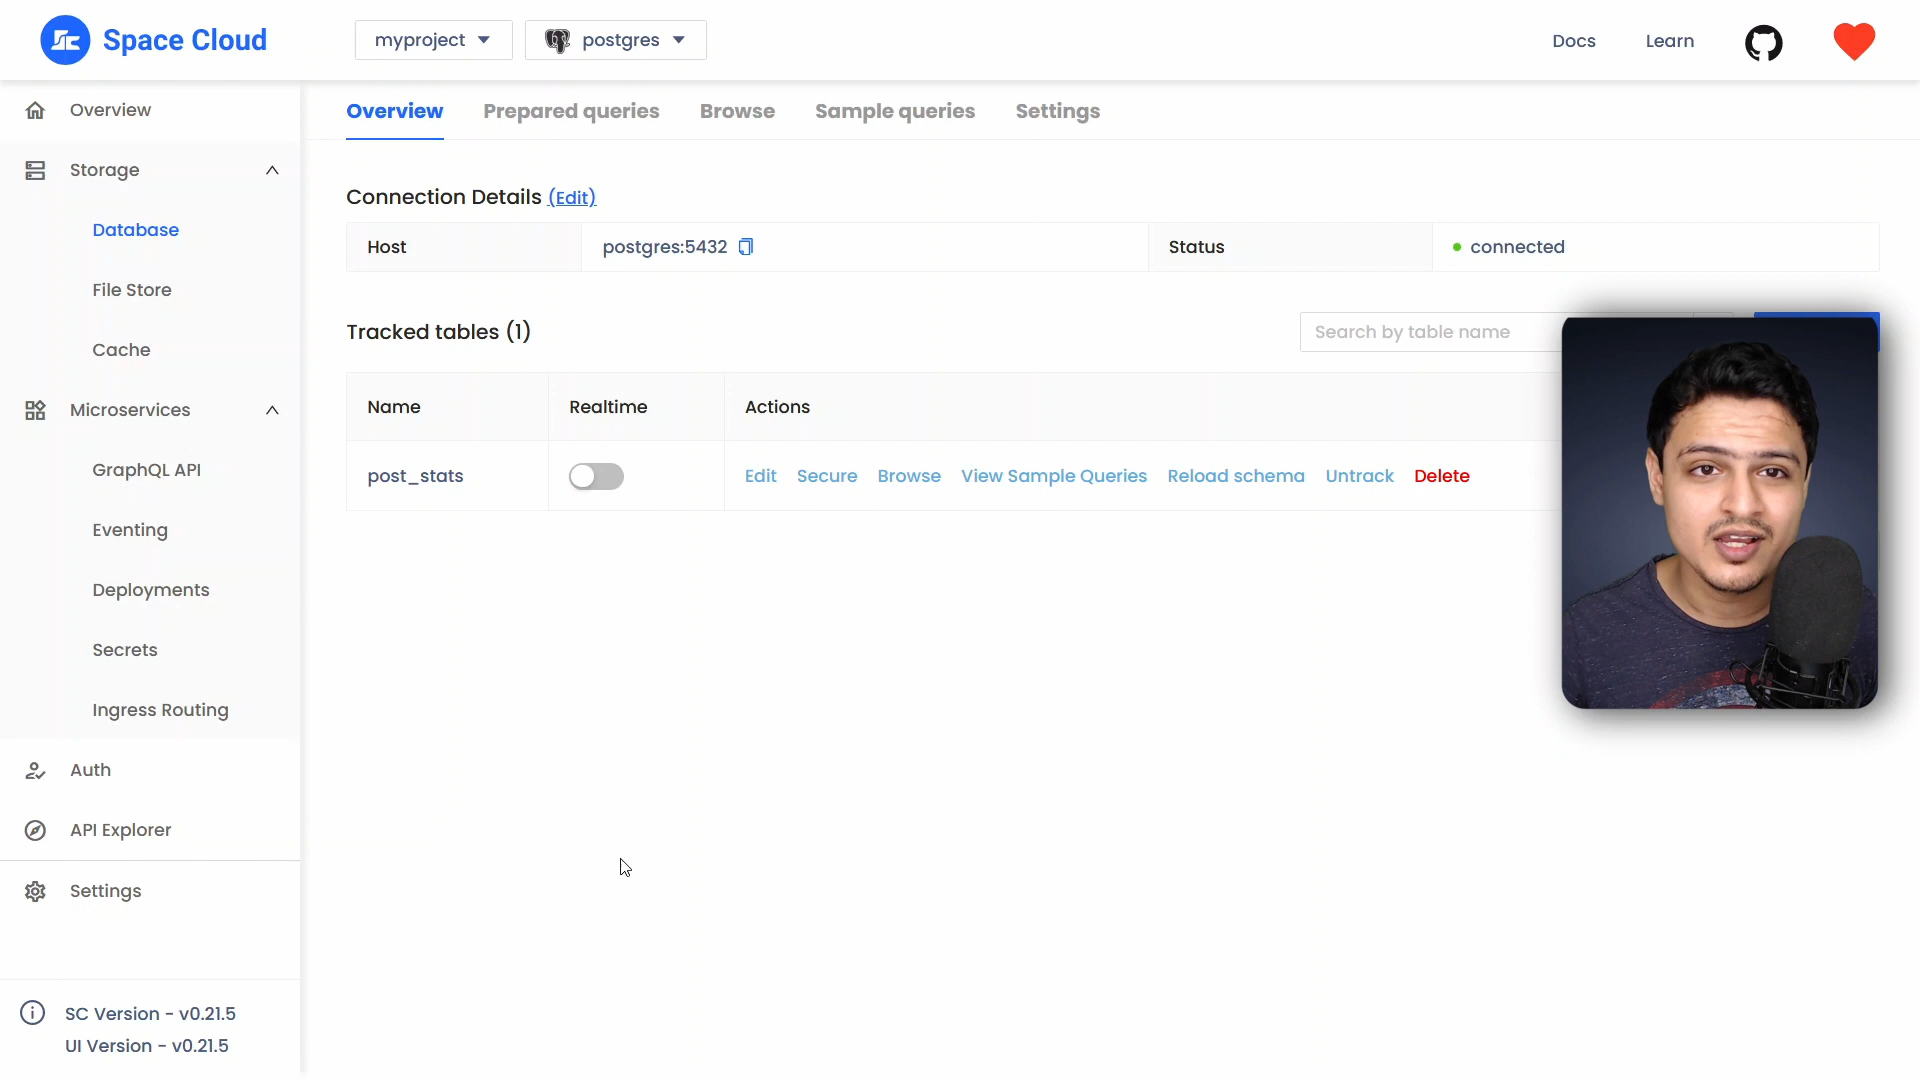 Space Cloud
myproject
postgres
Docs
Learn
Overview
Storage
Database
File Store
Cache
Microservices
GraphQL API
Eventing
Deployments
Secrets
Ingress Routing
Auth
API Explorer
Settings
SC Version - v0.21.5
UI Version - v0.21.5
Overview Prepared queries Browse Sample queries Settings
Connection Details (Edit)
Host postgres:5432 Status connected
Tracked tables (1) Search by table name
Name Realtime Actions
post_stats Edit Secure Browse View Sample Queries Reload schema Untrack Delete